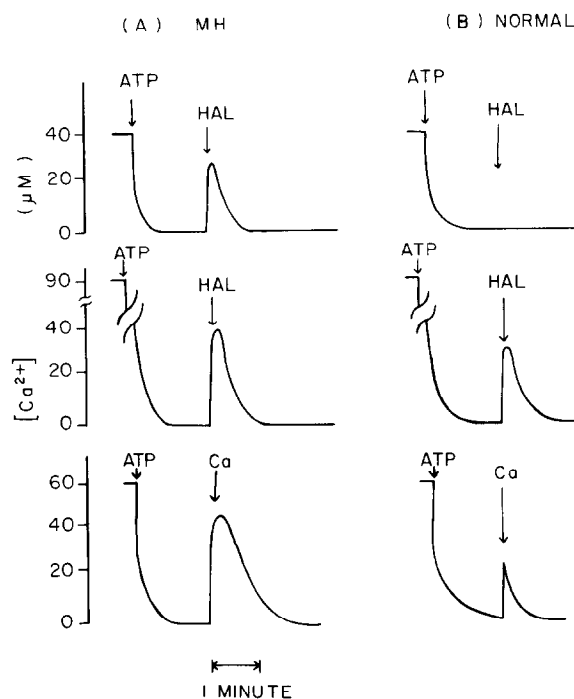 (A) MH (B) NORMAL
ATP ATP
HAL HAL
40
20
0
(μM)
ATP ATP
HAL HAL
90
40
20
0
[Ca2+]
ATP ATP
Ca Ca
60
40
20
0
1 MINUTE